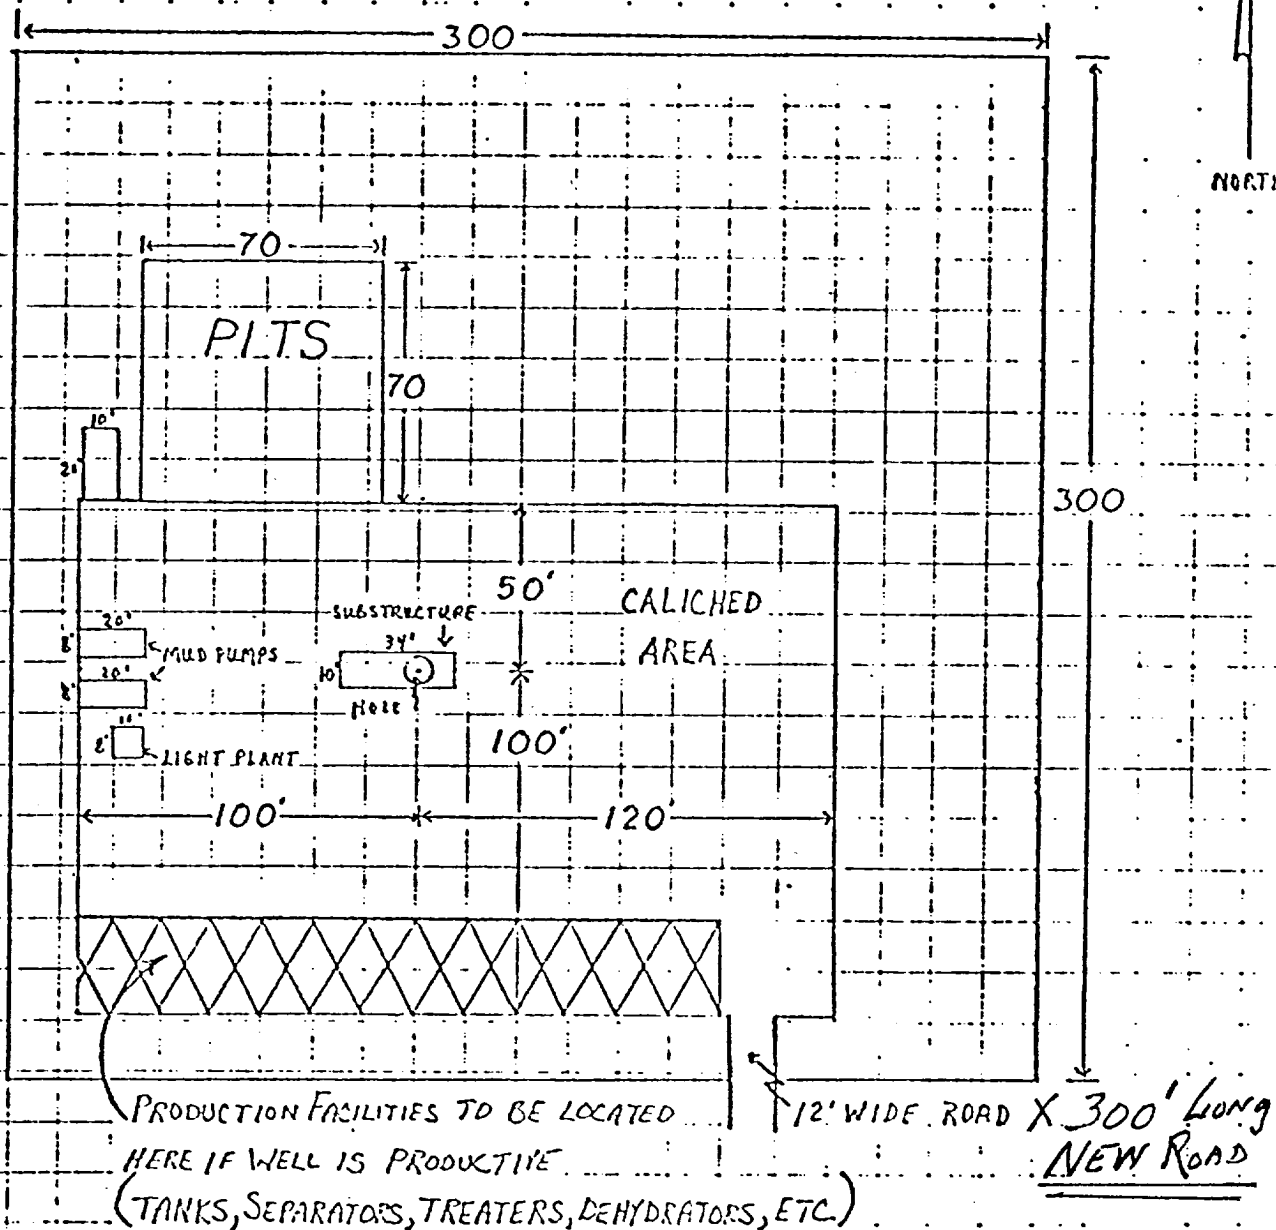 300
NORTH
70
PITS
70
10'
300
50'
CALICHED
AREA
SUBSTRUCTURE
34'
10'
HOLE
20'
8'
MUD PUMPS
20'
8'
100'
8'
LIGHT PLANT
100'
120'
PRODUCTION FACILITIES TO BE LOCATED
HERE IF WELL IS PRODUCTIVE
(TANKS, SEPARATORS, TREATERS, DEHYDRATORS, ETC.)
12' WIDE ROAD X 300' LONG
NEW ROAD